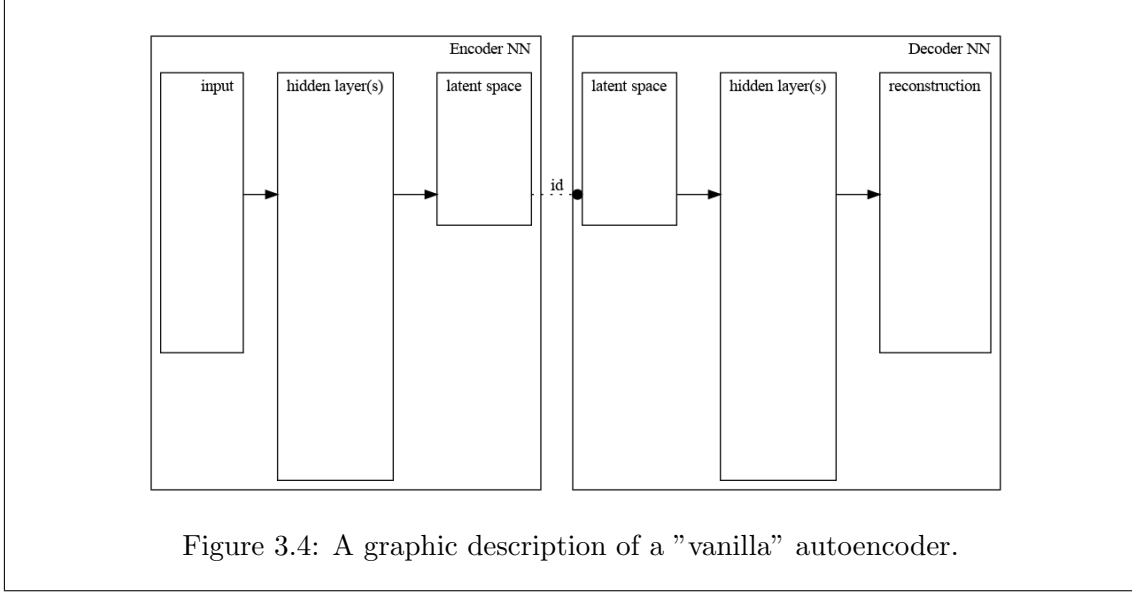 Encoder NN
Decoder NN
input
hidden layer(s)
latent space
id
latent space
hidden layer(s)
reconstruction
Figure 3.4: A graphic description of a ”vanilla” autoencoder.